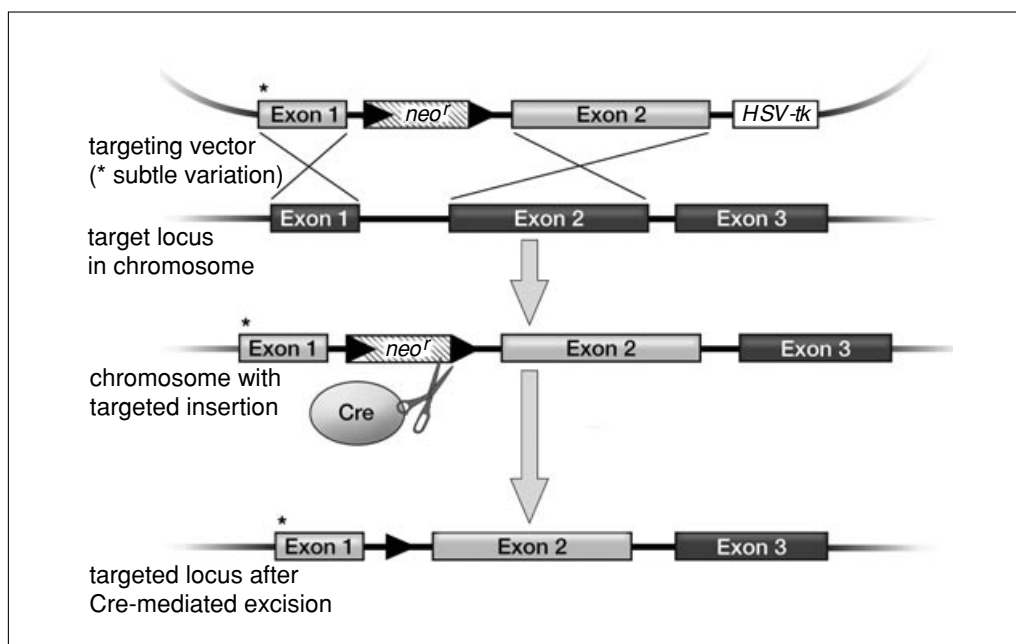 *
Exon 1 neoʳ Exon 2 HSV-tk
targeting vector
(* subtle variation)
Exon 1 Exon 2 Exon 3
target locus
in chromosome
*
Exon 1 neoʳ Exon 2 Exon 3
chromosome with
targeted insertion
Cre
*
Exon 1 Exon 2 Exon 3
targeted locus after
Cre-mediated excision